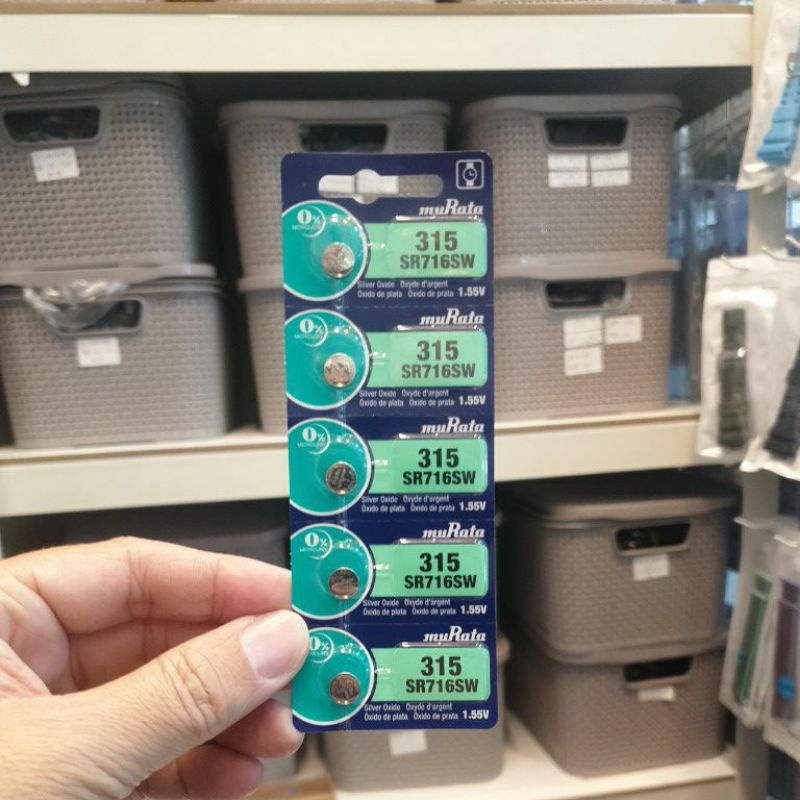 muRata
0%
MERCURY
315
SR716SW
Silver Oxide Oxyde d'argent
Óxido de plata Óxido de prata 1.55V
muRata
0%
MERCURY
315
SR716SW
Silver Oxide Oxyde d'argent
Óxido de plata Óxido de prata 1.55V
muRata
0%
MERCURY
315
SR716SW
Silver Oxide Oxyde d'argent
Óxido de plata Óxido de prata 1.55V
muRata
0%
MERCURY
315
SR716SW
Silver Oxide Oxyde d'argent
Óxido de plata Óxido de prata 1.55V
muRata
0%
315
SR716SW
Silver Oxide Oxyde d'argent
Óxido de plata Óxido de prata 1.55V